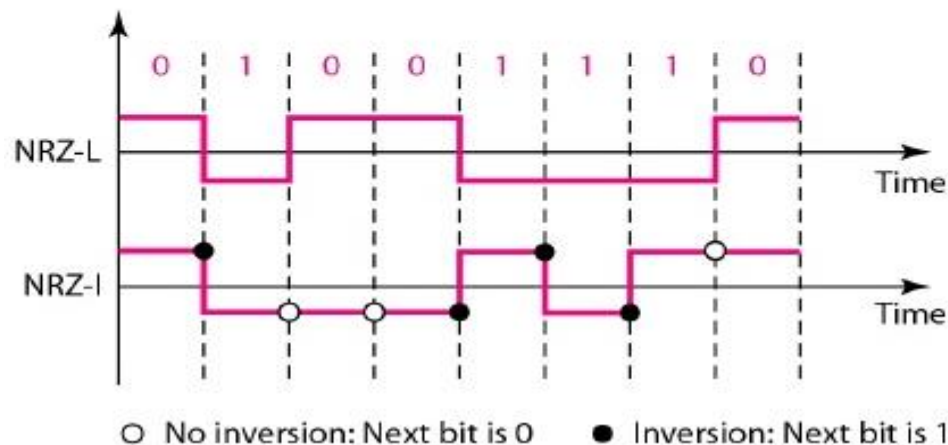 0 1 0 0 1 1 1 0
NRZ-L
Time
NRZ-I
Time
No inversion: Next bit is 0 Inversion: Next bit is 1